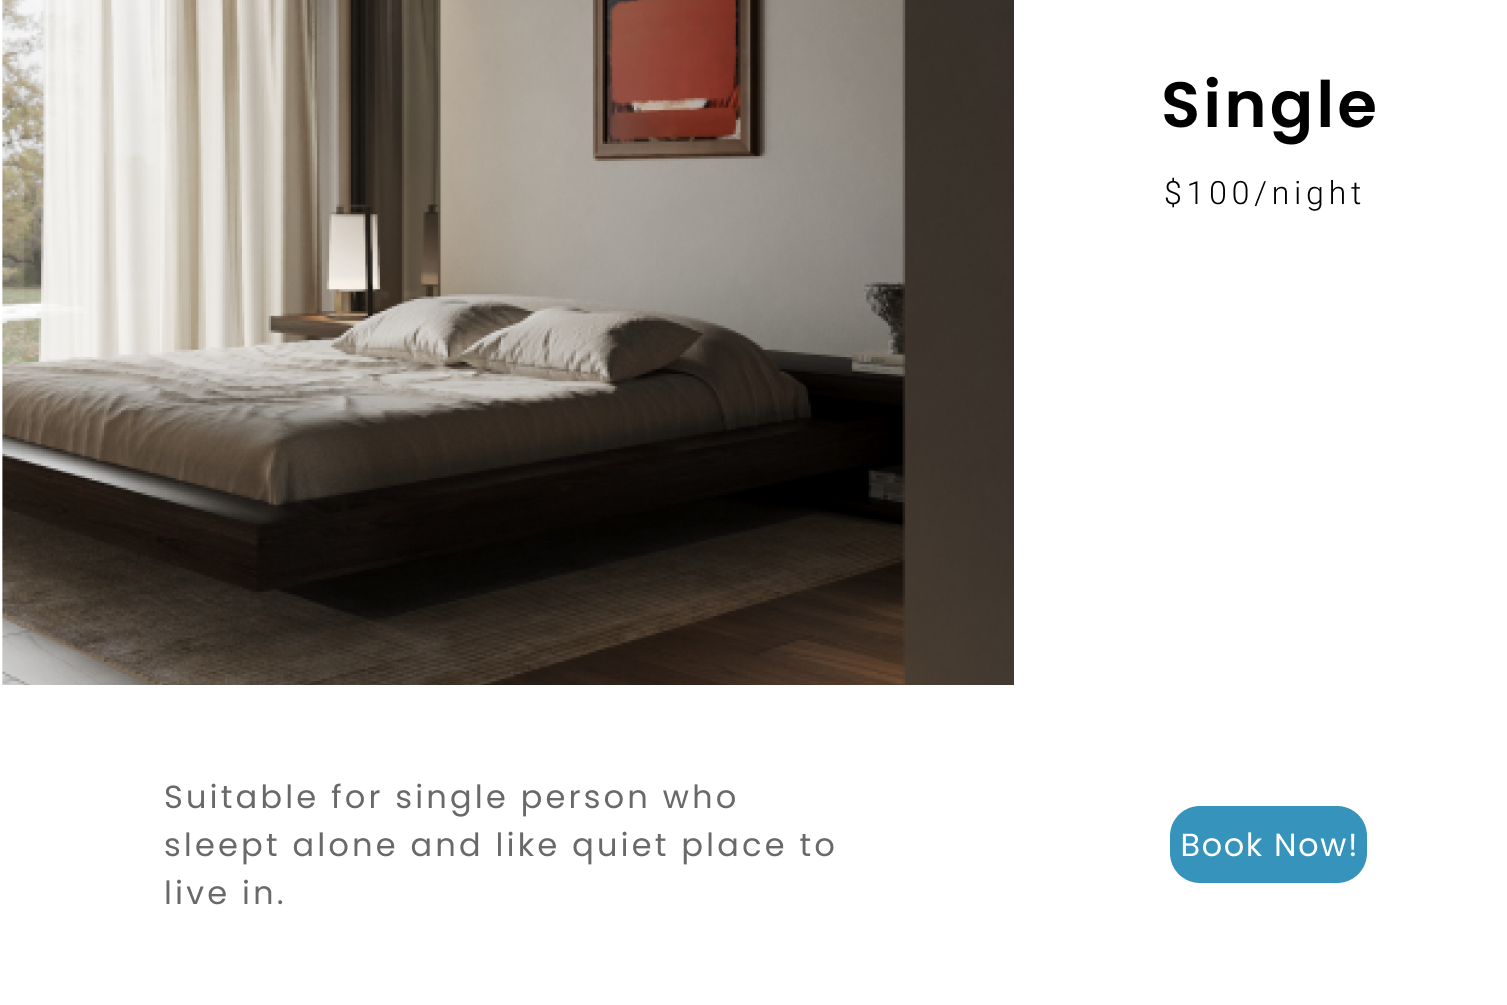 Single
$100/night
Suitable for single person who
sleept alone and like quiet place to
live in.
Book Now!